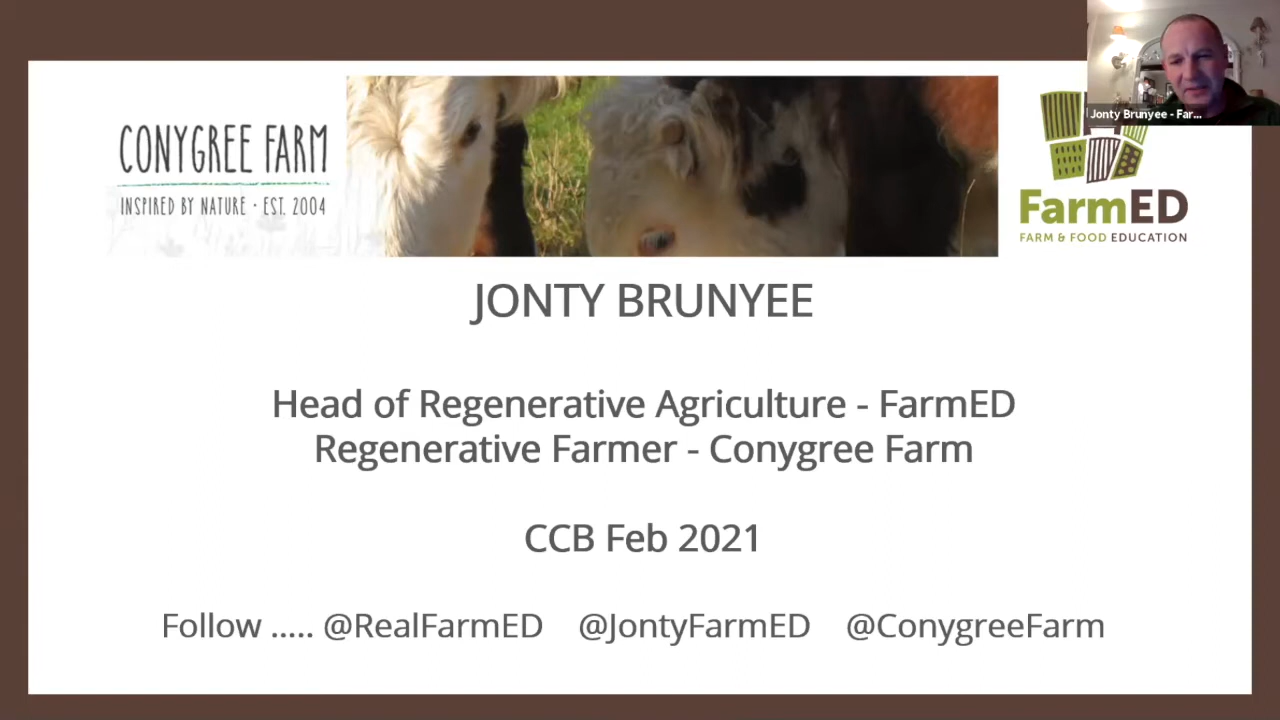 CONYGREE FARM
INSPIRED BY NATURE · EST. 2004
Jonty Brunyee - Far...
FarmED
FARM & FOOD EDUCATION
JONTY BRUNYEE
Head of Regenerative Agriculture - FarmED
Regenerative Farmer - Conygree Farm
CCB Feb 2021
Follow ..... @RealFarmED @JontyFarmED @ConygreeFarm